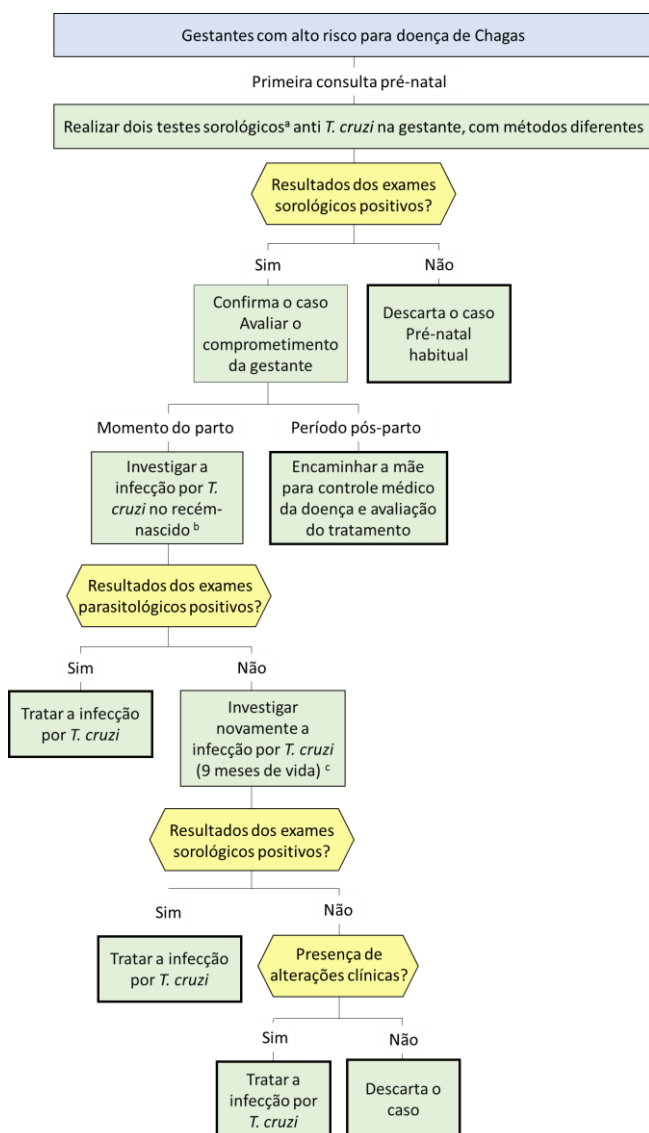 Gestantes com alto risco para doença de Chagas
Primeira consulta pré-natal
Realizar dois testes sorológicosᵃ anti T. cruzi na gestante, com métodos diferentes
Resultados dos exames
sorológicos positivos?
Sim
Não
Confirma o caso
Avaliar o
comprometimento
da gestante
Descarta o caso
Pré-natal
habitual
Momento do parto
Período pós-parto
Investigar a
infecção por T.
cruzi no recém-
nascido ᵇ
Encaminhar a mãe
para controle médico
da doença e avaliação
do tratamento
Resultados dos exames
parasitológicos positivos?
Sim
Não
Tratar a infecção
por T. cruzi
Investigar
novamente a
infecção por T. cruzi
(9 meses de vida) ᶜ
Resultados dos exames
sorológicos positivos?
Sim
Não
Tratar a infecção
por T. cruzi
Presença de
alterações clínicas?
Sim
Não
Tratar a
infecção por
T. cruzi
Descarta o
caso